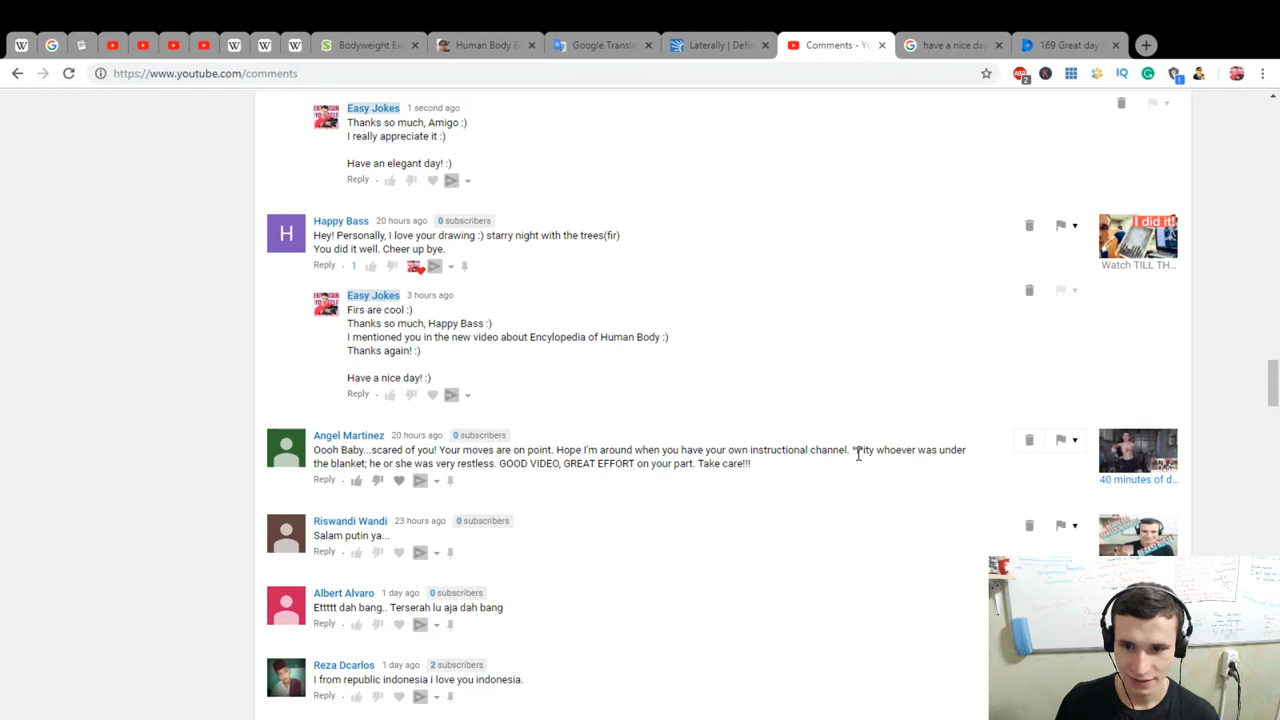 Bodyweight Ex
Human Body E
Google Transla
Laterally | Defin
Comments - Yo
have a nice day
169 Great day
https://www.youtube.com/comments
Easy Jokes 1 second ago
Thanks so much, Amigo :)
I really appreciate it :)
Have an elegant day! :)
Reply
Happy Bass 20 hours ago 0 subscribers
Hey! Personally, I love your drawing :) starry night with the trees(fir)
You did it well. Cheer up bye.
Reply 1
I did it!
Watch TILL TH...
Easy Jokes 3 hours ago
Firs are cool :)
Thanks so much, Happy Bass :)
I mentioned you in the new video about Encylopedia of Human Body :)
Thanks again! :)
Have a nice day! :)
Reply
Angel Martinez 20 hours ago 0 subscribers
Oooh Baby...scared of you! Your moves are on point. Hope I'm around when you have your own instructional channel. *Pity whoever was under
the blanket; he or she was very restless. GOOD VIDEO, GREAT EFFORT on your part. Take care!!!
Reply
40 minutes of d...
Riswandi Wandi 23 hours ago 0 subscribers
Salam putin ya...
Reply
Albert Alvaro 1 day ago 0 subscribers
Ettttt dah bang.. Terserah lu aja dah bang
Reply
Reza Dcarlos 1 day ago 2 subscribers
I from republic indonesia i love you indonesia.
Reply